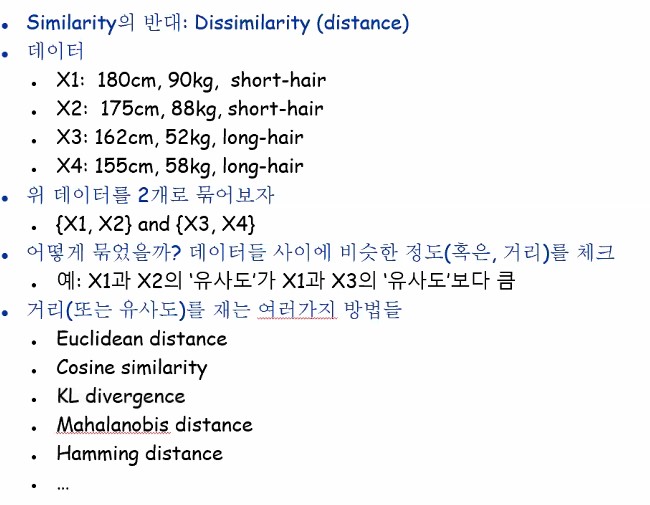 • Similarity의 반대: Dissimilarity (distance)
• 데이터
• X1: 180cm, 90kg, short-hair
• X2: 175cm, 88kg, short-hair
• X3: 162cm, 52kg, long-hair
• X4: 155cm, 58kg, long-hair
• 위 데이터를 2개로 묶어보자
• {X1, X2} and {X3, X4}
• 어떻게 묶었을까? 데이터들 사이에 비슷한 정도(혹은, 거리)를 체크
• 예: X1과 X2의 ‘유사도’가 X1과 X3의 ‘유사도’보다 큼
• 거리(또는 유사도)를 재는 여러가지 방법들
• Euclidean distance
• Cosine similarity
• KL divergence
• Mahalanobis distance
• Hamming distance
• …